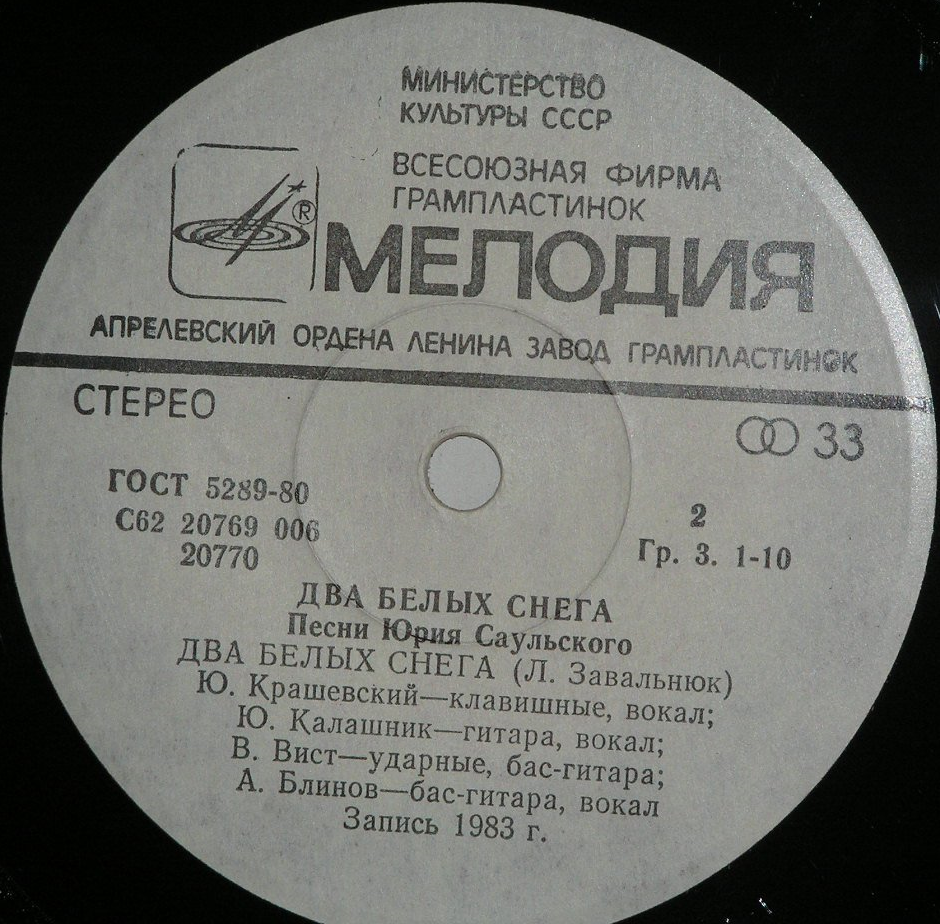 МИНИСТЕРСТВО
КУЛЬТУРЫ СССР
ВСЕСОЮЗНАЯ ФИРМА
ГРАМПЛАСТИНОК
®
МЕЛОДИЯ
АПРЕЛЕВСКИЙ ОРДЕНА ЛЕНИНА ЗАВОД ГРАМПЛАСТИНОК
СТЕРЕО
33
ГОСТ 5289-80
С62 20769 006
20770
2
Гр. 3. 1-10
ДВА БЕЛЫХ СНЕГА
Песни Юрия Саульского
ДВА БЕЛЫХ СНЕГА (Л. Завальнюк)
Ю. Крашевский—клавишные, вокал;
Ю. Калашник—гитара, вокал;
В. Вист—ударные, бас-гитара;
А. Блинов—бас-гитара, вокал
Запись 1983 г.